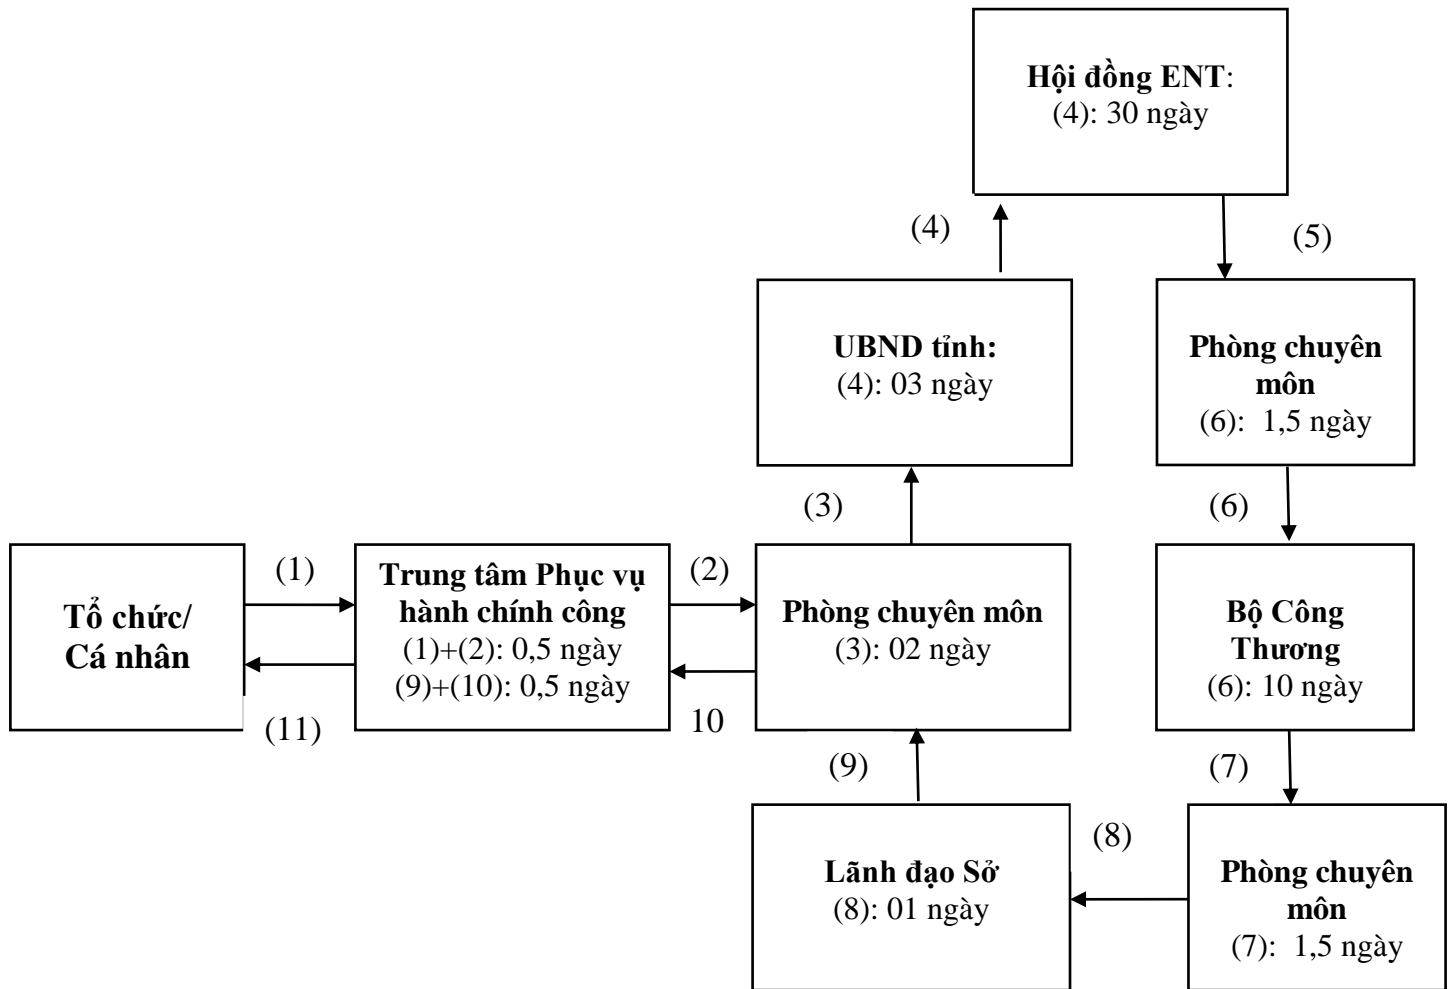 Hội đồng ENT:
(4): 30 ngày
(4)
(5)
UBND tỉnh:
(4): 03 ngày
Phòng chuyên
môn
(6): 1,5 ngày
(3)
(6)
Tổ chức/
Cá nhân
(1)
(11)
Trung tâm Phục vụ
hành chính công
(1)+(2): 0,5 ngày
(9)+(10): 0,5 ngày
(2)
10
Phòng chuyên môn
(3): 02 ngày
Bộ Công
Thương
(6): 10 ngày
(9)
(7)
Lãnh đạo Sở
(8): 01 ngày
(8)
Phòng chuyên
môn
(7): 1,5 ngày